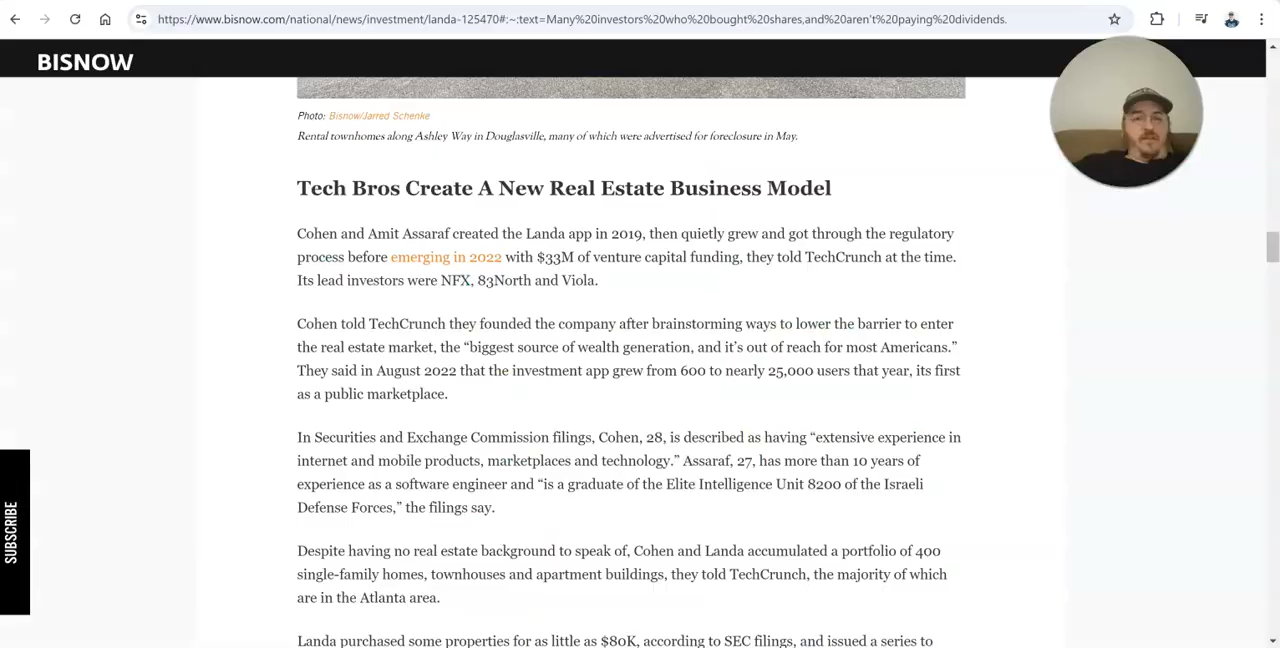 https://www.bisnow.com/national/news/investment/landa-125470#:~:text=Many%20investors%20who%20bought%20shares,and%20aren't%20paying%20dividends.
BISNOW
Photo: Bisnow/Jarred Schenke
Rental townhomes along Ashley Way in Douglasville, many of which were advertised for foreclosure in May.
Tech Bros Create A New Real Estate Business Model
Cohen and Amit Assaraf created the Landa app in 2019, then quietly grew and got through the regulatory
process before emerging in 2022 with $33M of venture capital funding, they told TechCrunch at the time.
Its lead investors were NFX, 83North and Viola.
Cohen told TechCrunch they founded the company after brainstorming ways to lower the barrier to enter
the real estate market, the “biggest source of wealth generation, and it’s out of reach for most Americans.”
They said in August 2022 that the investment app grew from 600 to nearly 25,000 users that year, its first
as a public marketplace.
In Securities and Exchange Commission filings, Cohen, 28, is described as having “extensive experience in
internet and mobile products, marketplaces and technology.” Assaraf, 27, has more than 10 years of
experience as a software engineer and “is a graduate of the Elite Intelligence Unit 8200 of the Israeli
Defense Forces,” the filings say.
SUBSCRIBE
Despite having no real estate background to speak of, Cohen and Landa accumulated a portfolio of 400
single-family homes, townhouses and apartment buildings, they told TechCrunch, the majority of which
are in the Atlanta area.
Landa purchased some properties for as little as $80K, according to SEC filings, and issued a series to